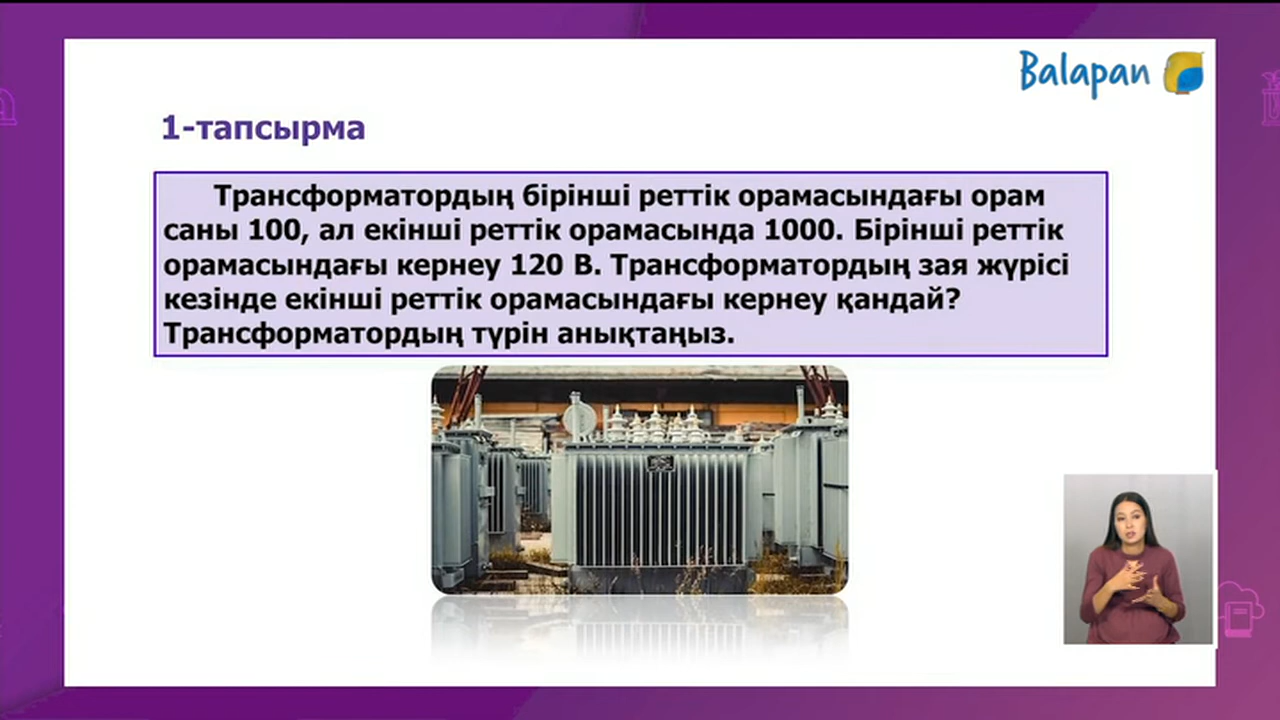 Balapan
1-тапсырма
Трансформатордың бірінші реттік орамасындағы орам
саны 100, ал екінші реттік орамасында 1000. Бірінші реттік
орамасындағы кернеу 120 В. Трансформатордың зая жүрісі
кезінде екінші реттік орамасындағы кернеу қандай?
Трансформатордың түрін анықтаңыз.